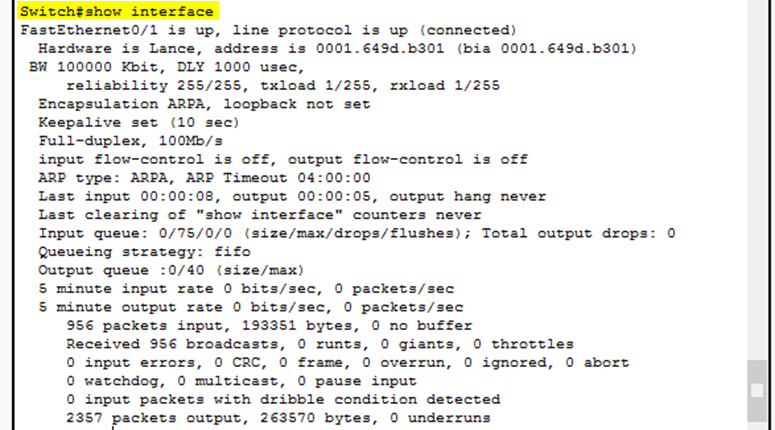 Switch#show interface
FastEthernet0/1 is up, line protocol is up (connected)
Hardware is Lance, address is 0001.649d.b301 (bia 0001.649d.b301)
BW 100000 Kbit, DLY 1000 usec,
reliability 255/255, txload 1/255, rxload 1/255
Encapsulation ARPA, loopback not set
Keepalive set (10 sec)
Full-duplex, 100Mb/s
input flow-control is off, output flow-control is off
ARP type: ARPA, ARP Timeout 04:00:00
Last input 00:00:08, output 00:00:05, output hang never
Last clearing of "show interface" counters never
Input queue: 0/75/0/0 (size/max/drops/flushes); Total output drops: 0
Queueing strategy: fifo
Output queue :0/40 (size/max)
5 minute input rate 0 bits/sec, 0 packets/sec
5 minute output rate 0 bits/sec, 0 packets/sec
956 packets input, 193351 bytes, 0 no buffer
Received 956 broadcasts, 0 runts, 0 giants, 0 throttles
0 input errors, 0 CRC, 0 frame, 0 overrun, 0 ignored, 0 abort
0 watchdog, 0 multicast, 0 pause input
0 input packets with dribble condition detected
2357 packets output, 263570 bytes, 0 underruns